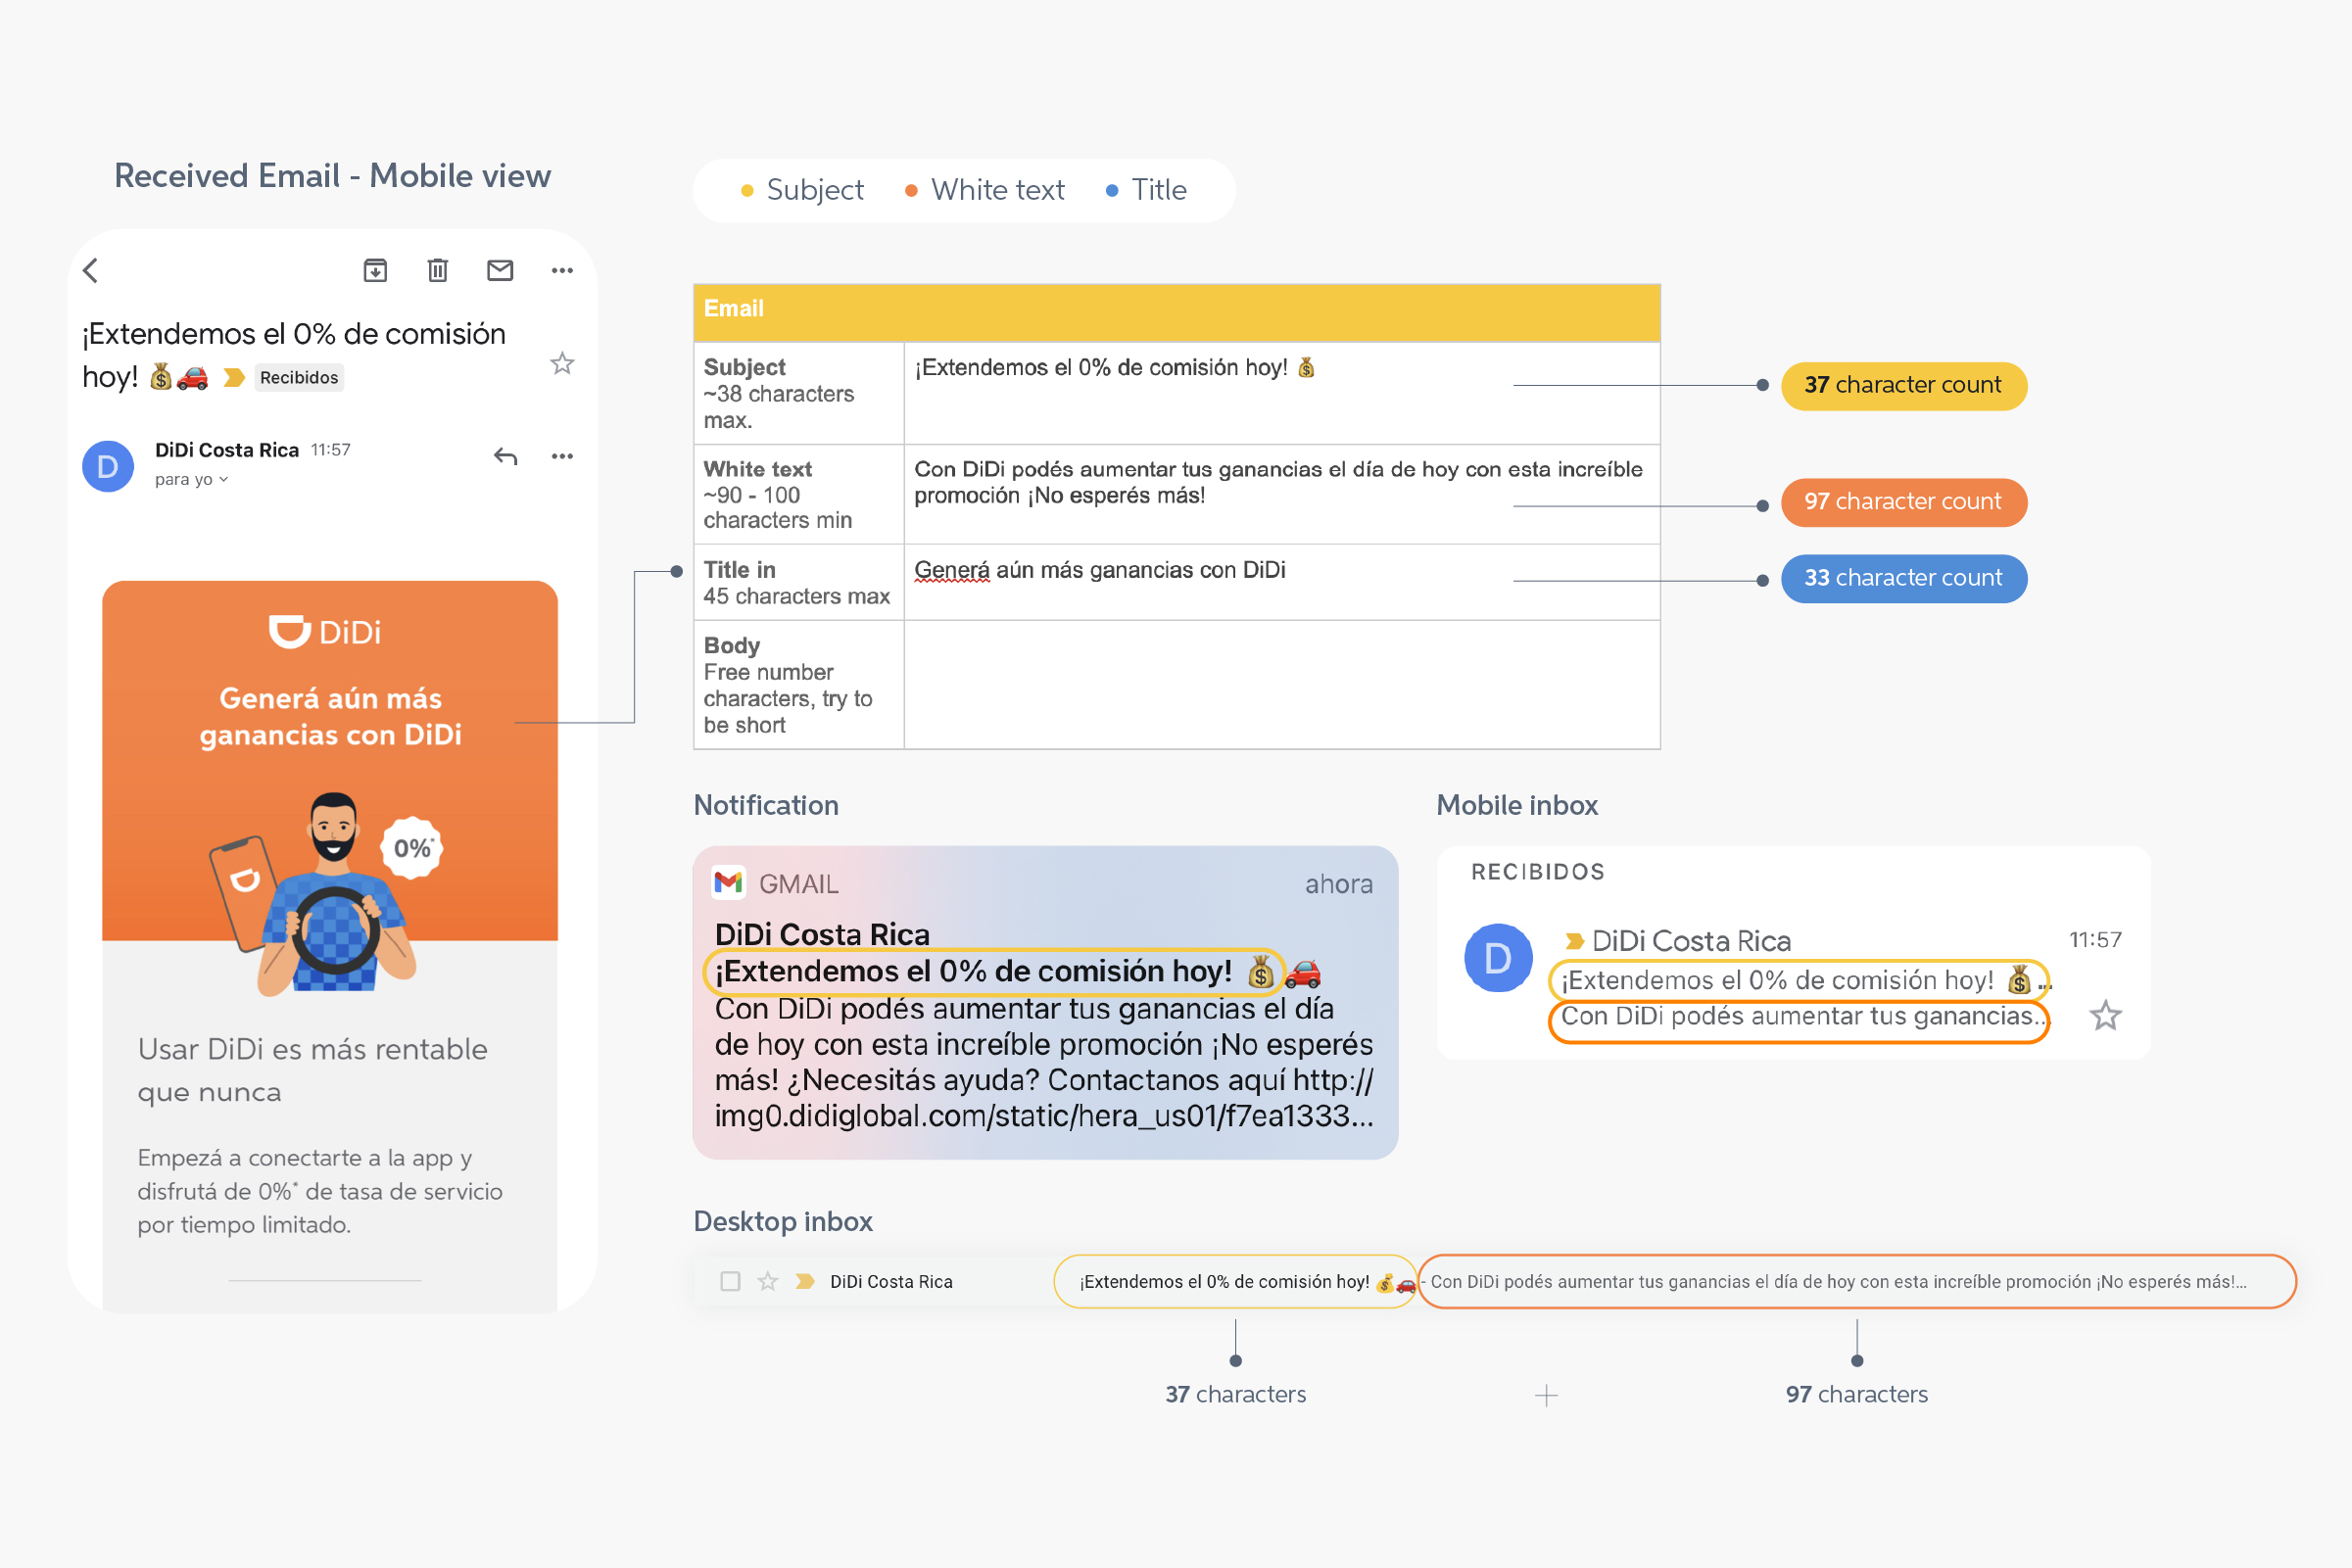 Received Email - Mobile view
¡Extendemos el 0% de comisión
hoy! 💰🚗 Recibidos
D
DiDi Costa Rica 11:57
para yo
DiDi
Generá aún más
ganancias con DiDi
0%*
Usar DiDi es más rentable
que nunca
Empezá a conectarte a la app y
disfrutá de 0%* de tasa de servicio
por tiempo limitado.
Subject White text Title
Email
Subject
~38 characters
max.
¡Extendemos el 0% de comisión hoy! 💰
37 character count
White text
~90 - 100
characters min
Con DiDi podés aumentar tus ganancias el día de hoy con esta increíble
promoción ¡No esperés más!
97 character count
Title in
45 characters max
Generá aún más ganancias con DiDi
33 character count
Body
Free number
characters, try to
be short
Notification
GMAIL ahora
DiDi Costa Rica
¡Extendemos el 0% de comisión hoy! 💰🚗
Con DiDi podés aumentar tus ganancias el día
de hoy con esta increíble promoción ¡No esperés
más! ¿Necesitás ayuda? Contactanos aquí http://
img0.didiglobal.com/static/hera_us01/f7ea1333...
Mobile inbox
RECIBIDOS
D
DiDi Costa Rica 11:57
¡Extendemos el 0% de comisión hoy! 💰...
Con DiDi podés aumentar tus ganancias...
Desktop inbox
DiDi Costa Rica ¡Extendemos el 0% de comisión hoy! 💰🚗 - Con DiDi podés aumentar tus ganancias el día de hoy con esta increíble promoción ¡No esperés más!...
37 characters + 97 characters